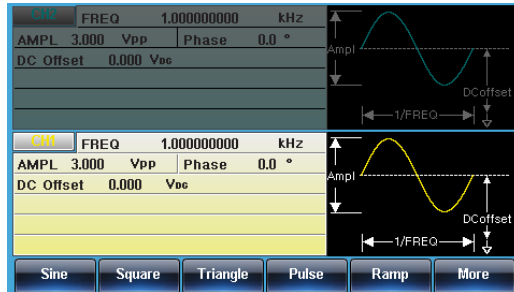 CH2 FREQ 1.000000000 kHz
AMPL 3.000 Vpp Phase 0.0 °
DC Offset 0.000 VDC
Ampl
DCoffset
1/FREQ
CH1 FREQ 1.000000000 kHz
AMPL 3.000 Vpp Phase 0.0 °
DC Offset 0.000 VDC
Ampl
DCoffset
1/FREQ
Sine Square Triangle Pulse Ramp More